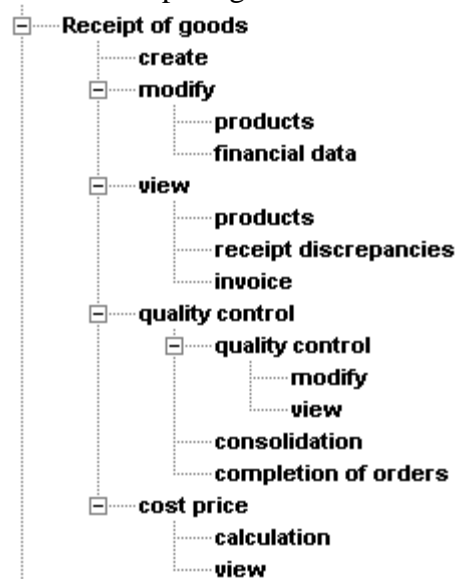 Receipt of goods
create
modify
products
financial data
view
products
receipt discrepancies
invoice
quality control
quality control
modify
view
consolidation
completion of orders
cost price
calculation
view